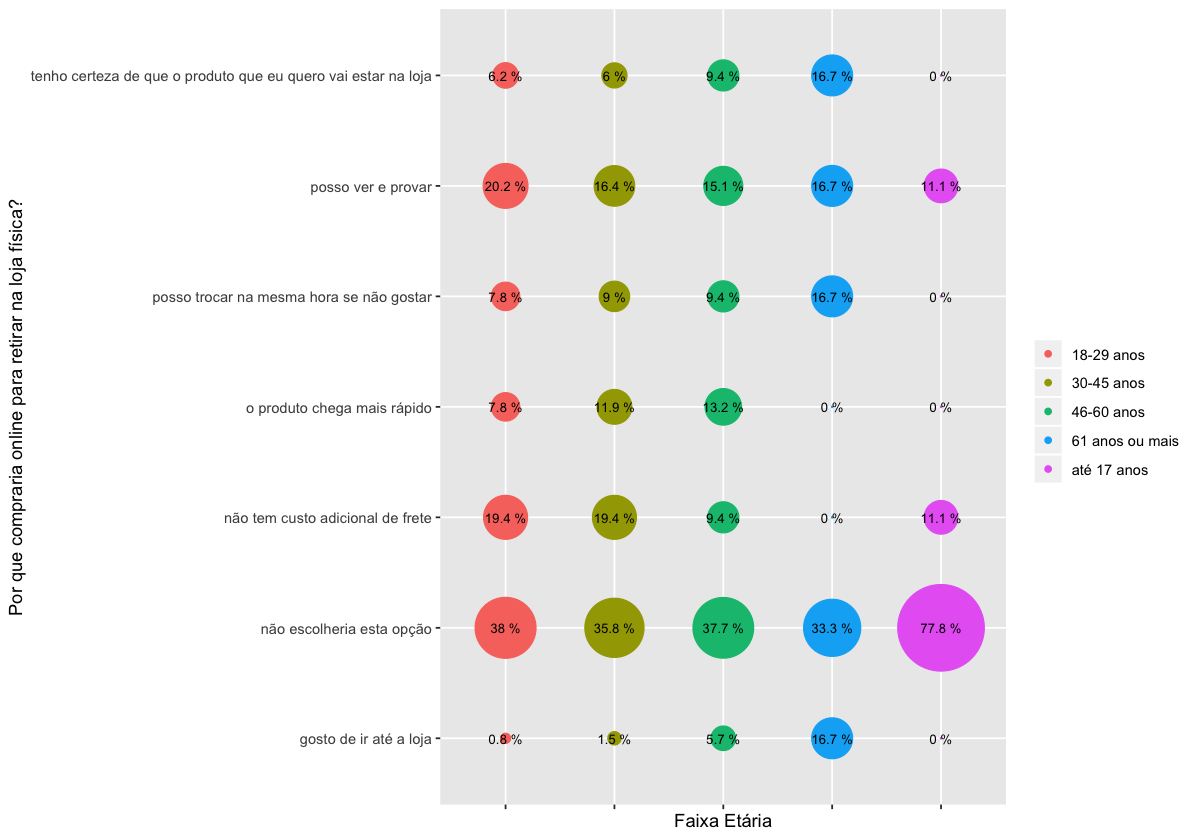 Por que compraria online para retirar na loja física?
tenho certeza de que o produto que eu quero vai estar na loja
6.2 % 6 % 9.4 % 16.7 % 0 %
posso ver e provar
20.2 % 16.4 % 15.1 % 16.7 % 11.1 %
posso trocar na mesma hora se não gostar
7.8 % 9 % 9.4 % 16.7 % 0 %
o produto chega mais rápido
7.8 % 11.9 % 13.2 % 0 % 0 %
não tem custo adicional de frete
19.4 % 19.4 % 9.4 % 0 % 11.1 %
não escolheria esta opção
38 % 35.8 % 37.7 % 33.3 % 77.8 %
gosto de ir até a loja
0.8 % 1.5 % 5.7 % 16.7 % 0 %
Faixa Etária
18-29 anos
30-45 anos
46-60 anos
61 anos ou mais
até 17 anos